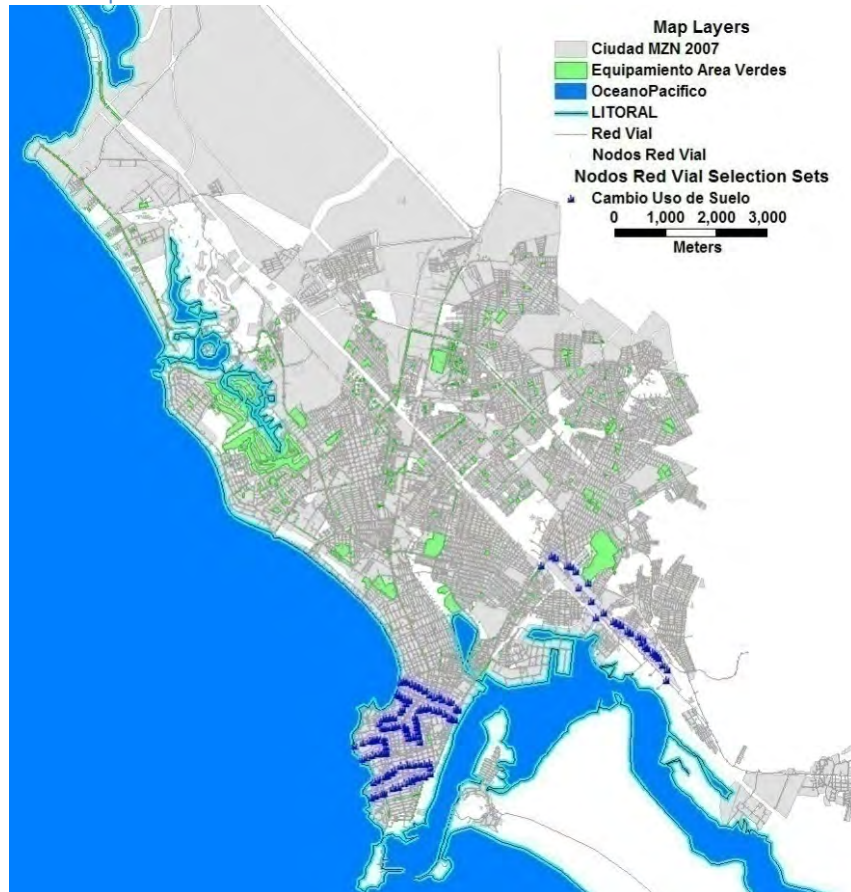 Map Layers
Ciudad MZN 2007
Equipamiento Area Verdes
OceanoPacifico
LITORAL
Red Vial
Nodos Red Vial
Nodos Red Vial Selection Sets
Cambio Uso de Suelo
0 1,000 2,000 3,000
Meters